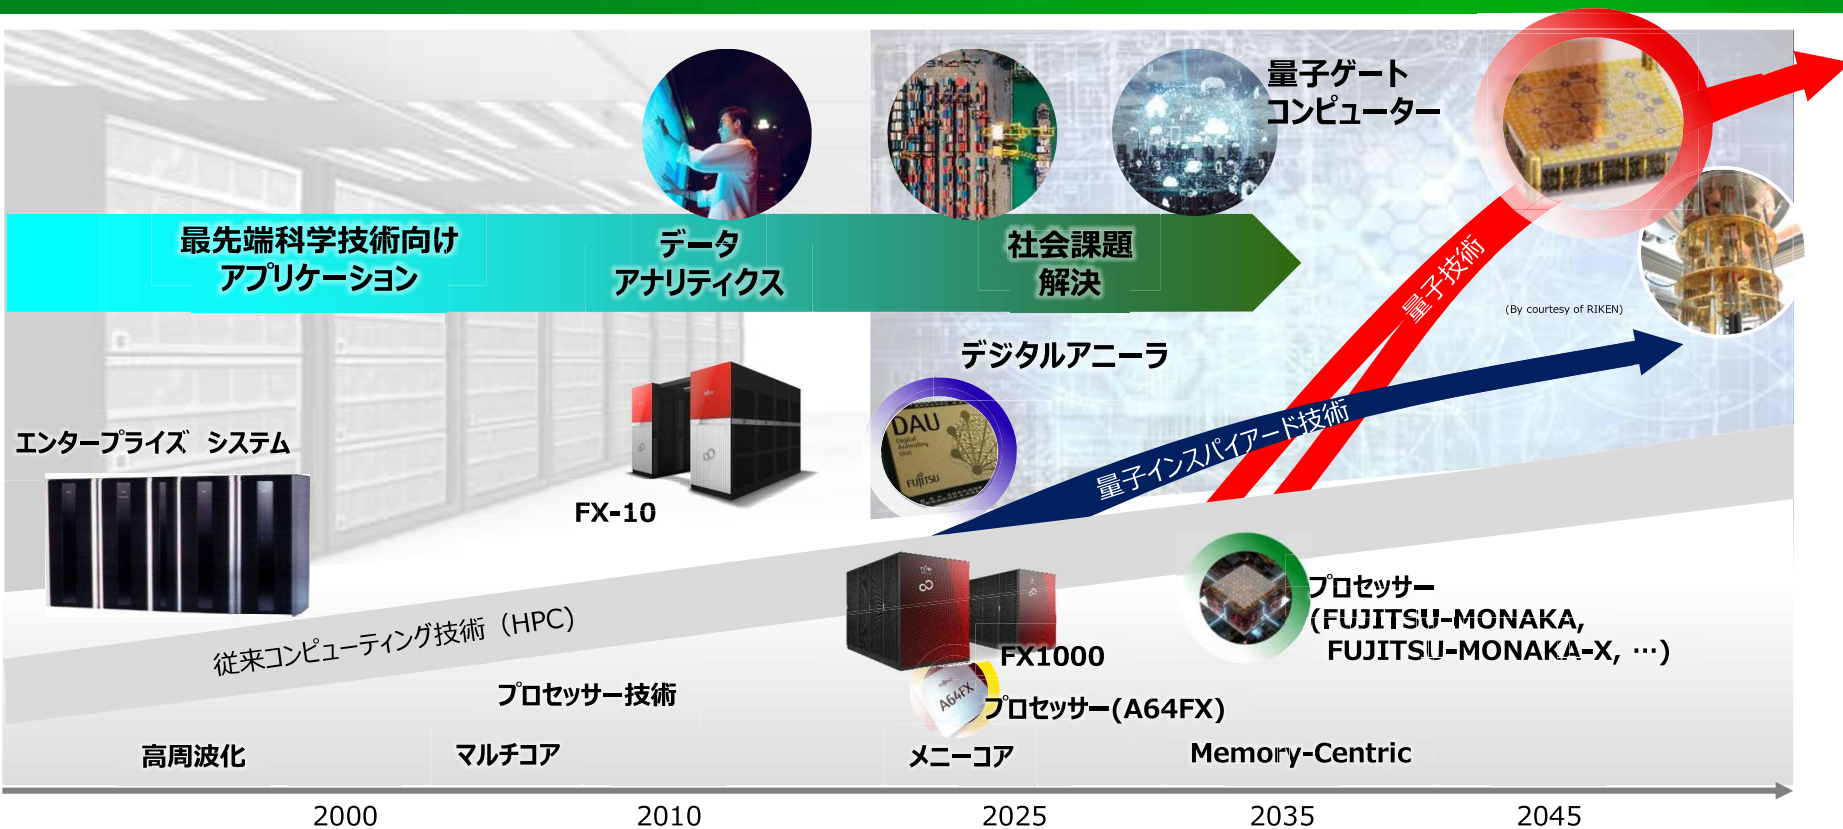 量子ゲート
コンピューター
最先端科学技術向け
アプリケーション
データ
アナリティクス
社会課題
解決
量子技術
(By courtesy of RIKEN)
デジタルアニーラ
DAU
Digital
Annealing
Unit
FUJITSU
量子インスパイアード技術
エンタープライズ システム
FX-10
従来コンピューティング技術（HPC）
FX1000
プロセッサー
(FUJITSU-MONAKA,
FUJITSU-MONAKA-X, …)
プロセッサー技術
A64FX
プロセッサー(A64FX)
高周波化
マルチコア
メニーコア
Memory-Centric
2000
2010
2025
2035
2045